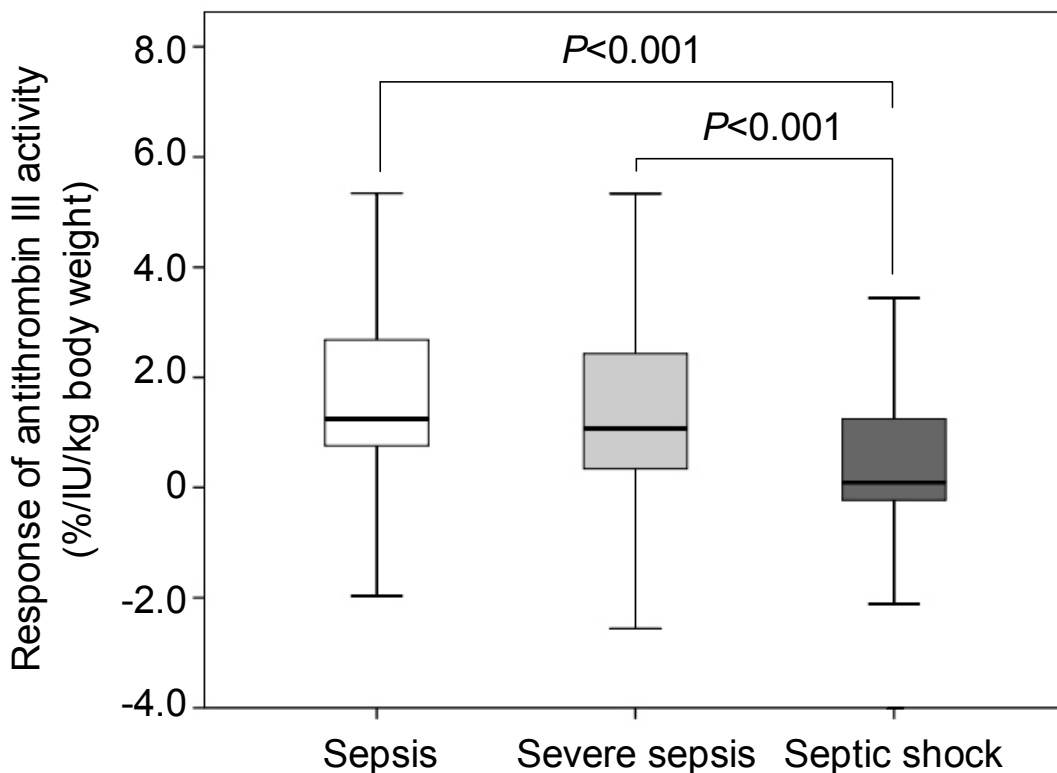 P<0.001
P<0.001
Response of antithrombin III activity
(%/IU/kg body weight)
8.0
6.0
4.0
2.0
0
-2.0
-4.0
Sepsis
Severe sepsis
Septic shock